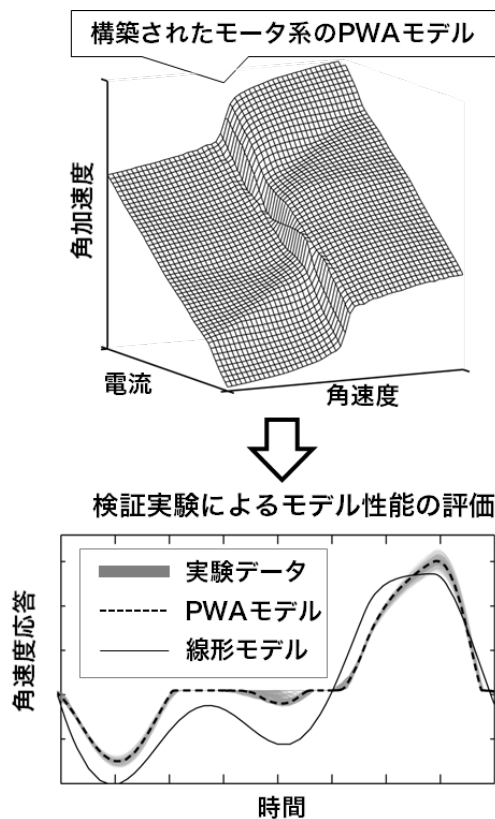 構築されたモータ系のPWAモデル
角加速度
電流
角速度
検証実験によるモデル性能の評価
実験データ
PWAモデル
線形モデル
角速度応答
時間